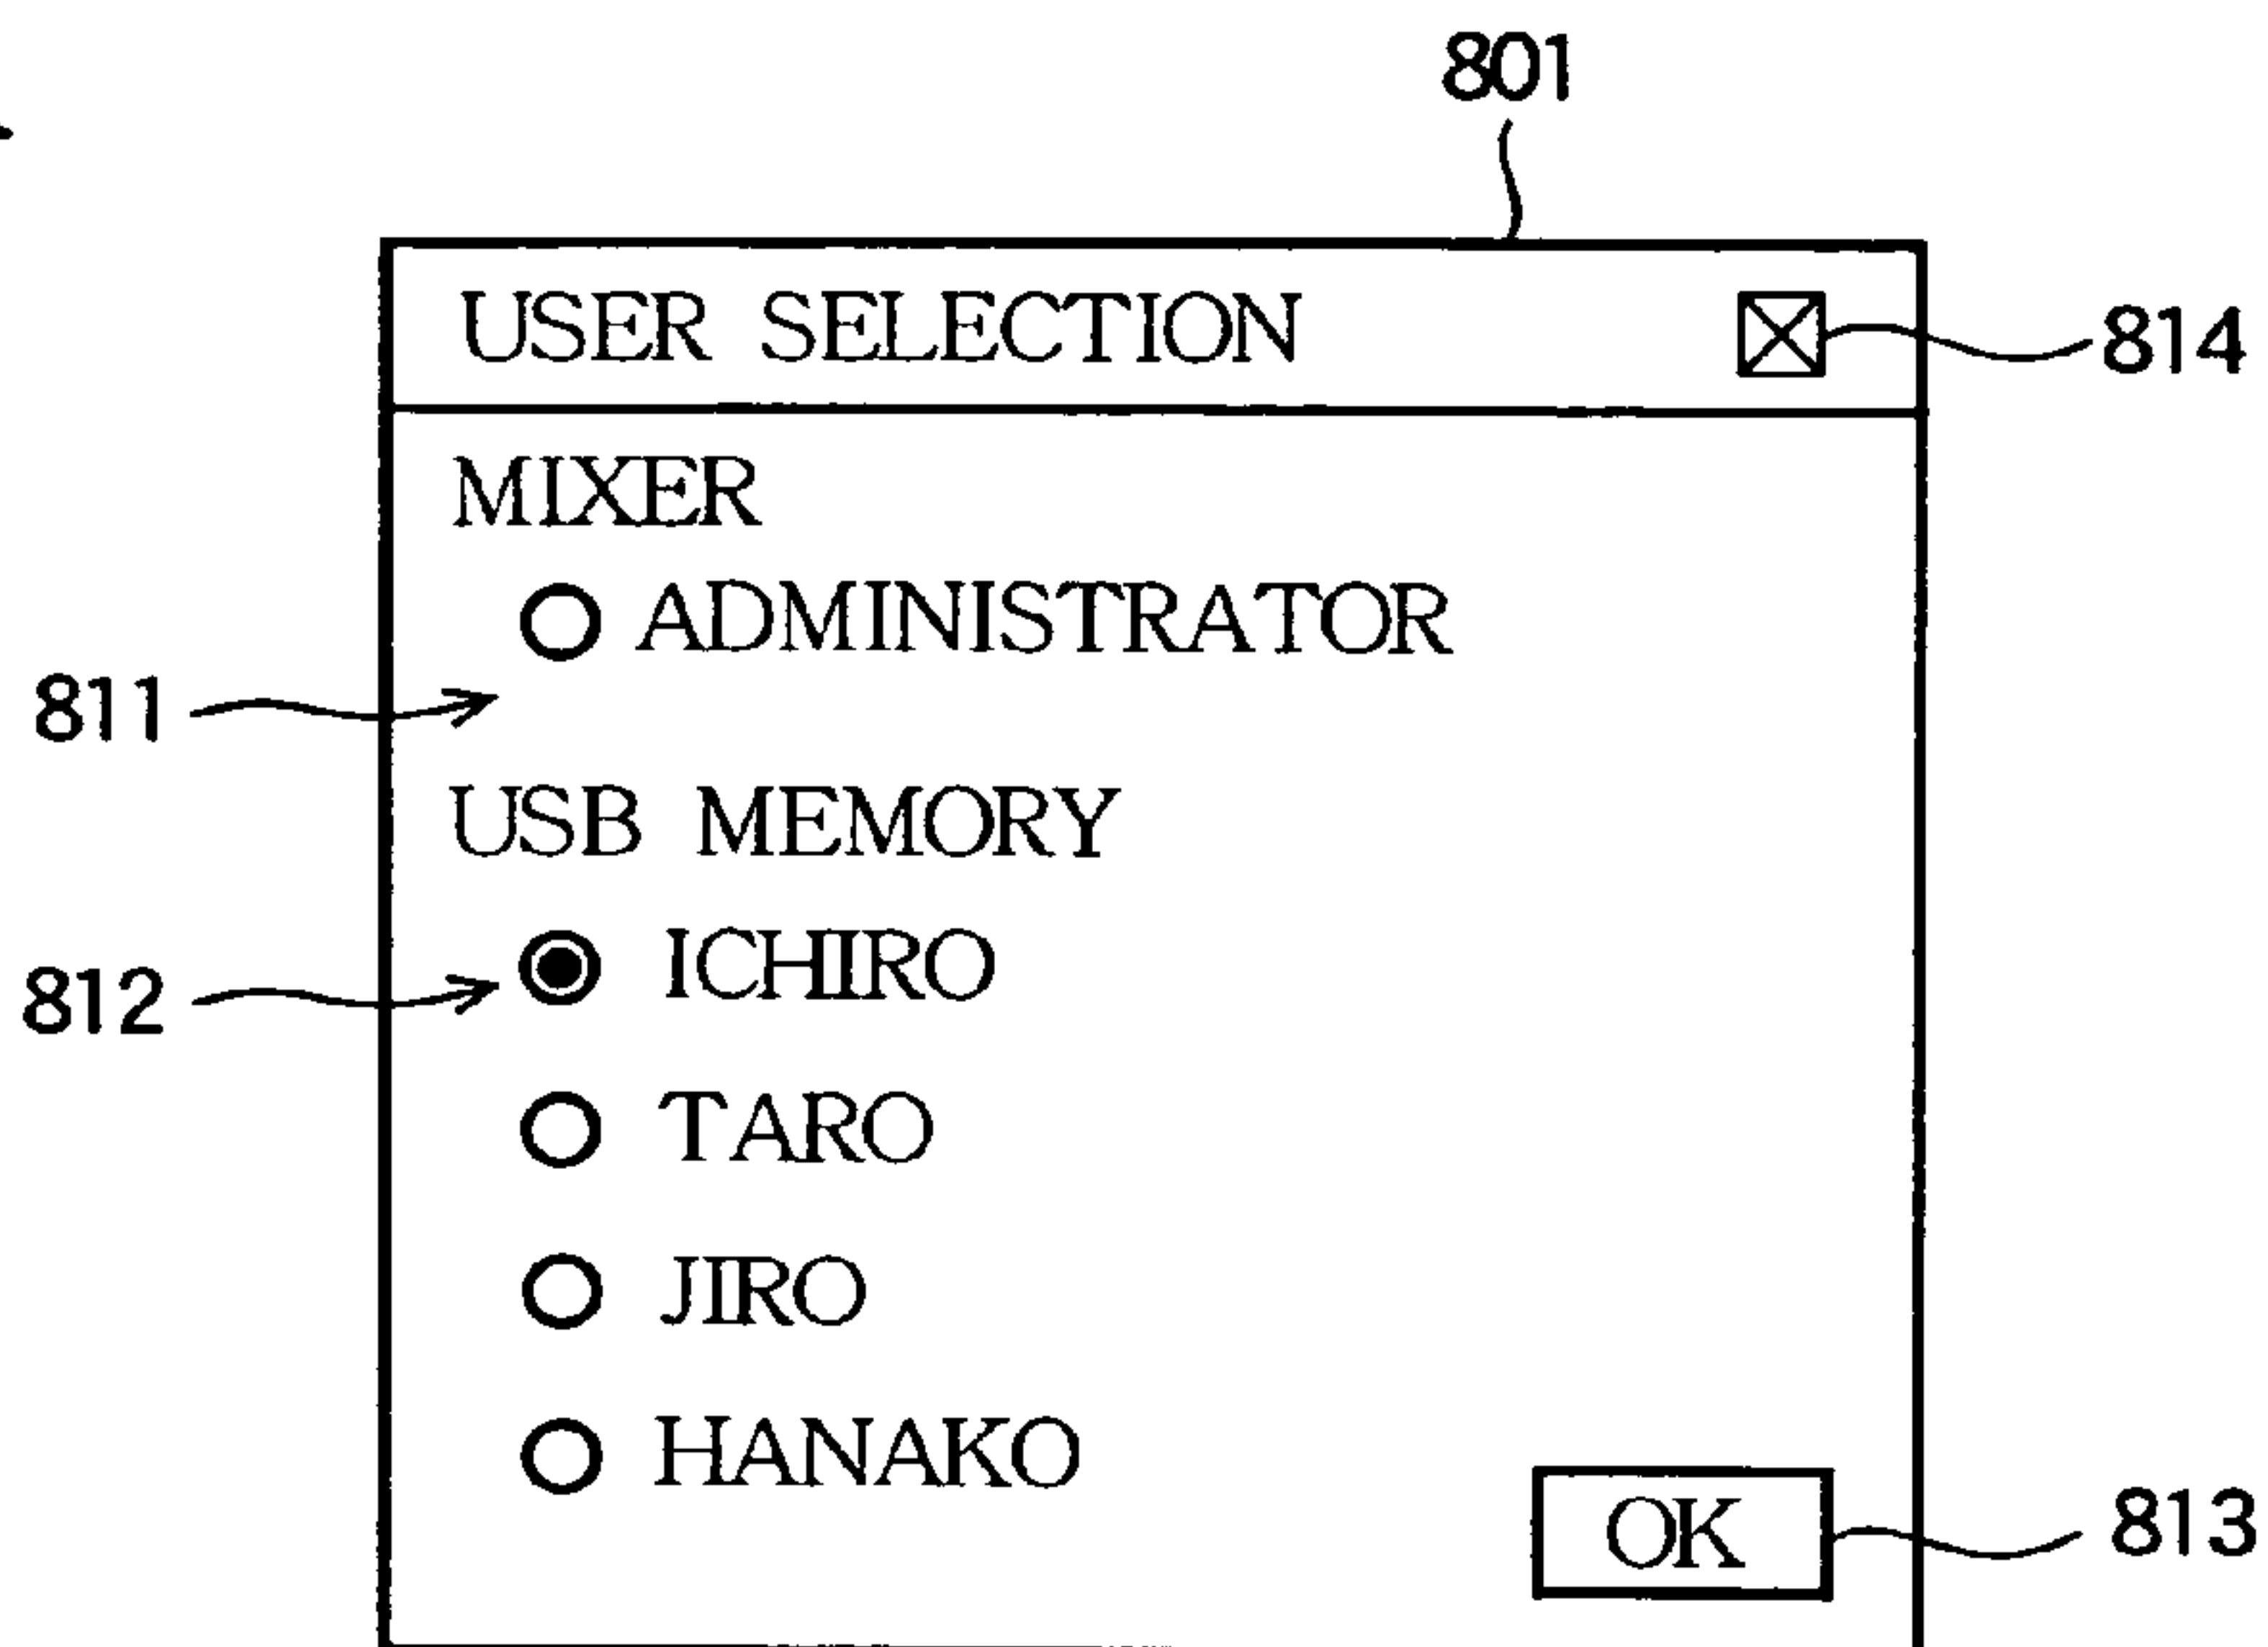 801
USER SELECTION
814
MIXER
ADMINISTRATOR
811
USB MEMORY
ICHIRO
812
TARO
JIRO
HANAKO
OK
813